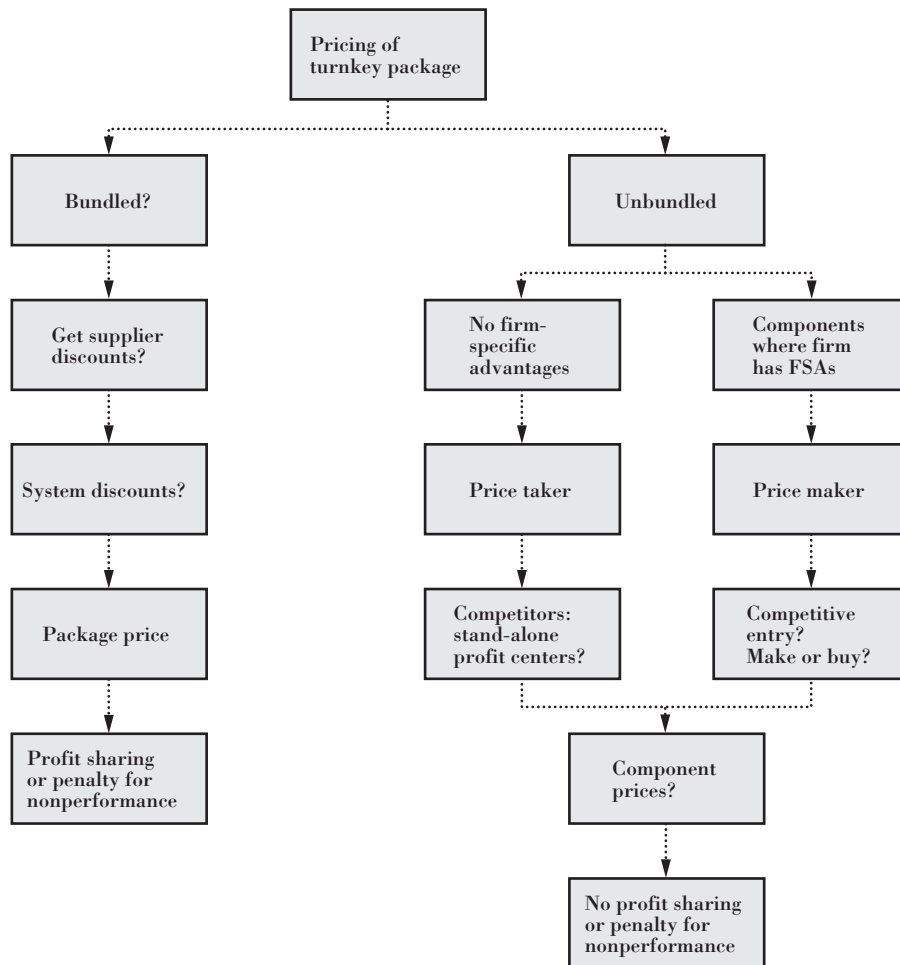 Pricing of
turnkey package
Bundled?
Unbundled
Get supplier
discounts?
No firm-
specific
advantages
Components
where firm
has FSAs
System discounts?
Price taker
Price maker
Package price
Competitors:
stand-alone
profit centers?
Competitive
entry?
Make or buy?
Profit sharing
or penalty for
nonperformance
Component
prices?
No profit sharing
or penalty for
nonperformance